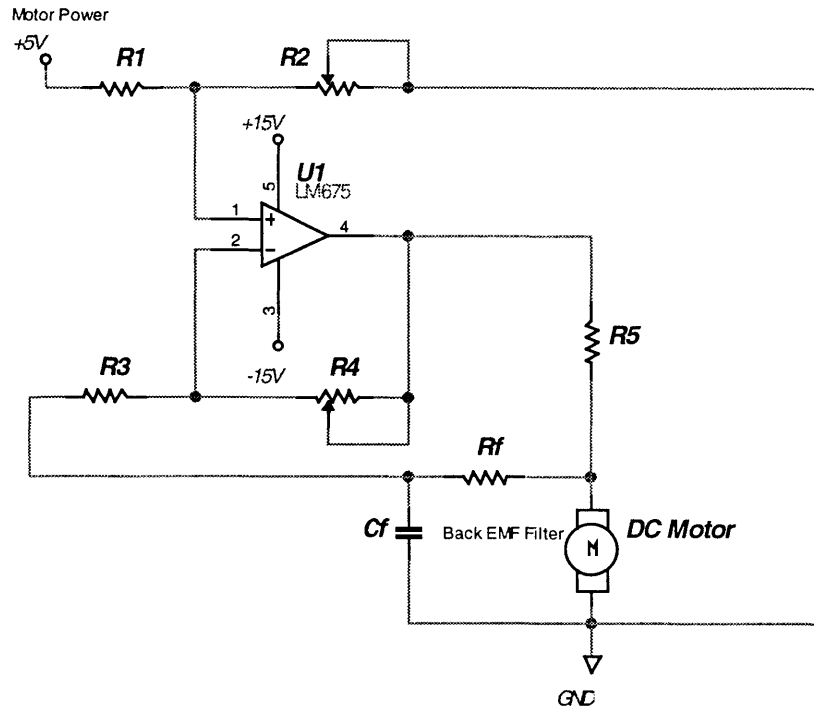 Motor Power
+5V
R1
R2
+15V
U1
LM675
5
1
+
4
2
−
3
-15V
R3
R4
R5
Rf
Cf
Back EMF Filter
M
DC Motor
GND